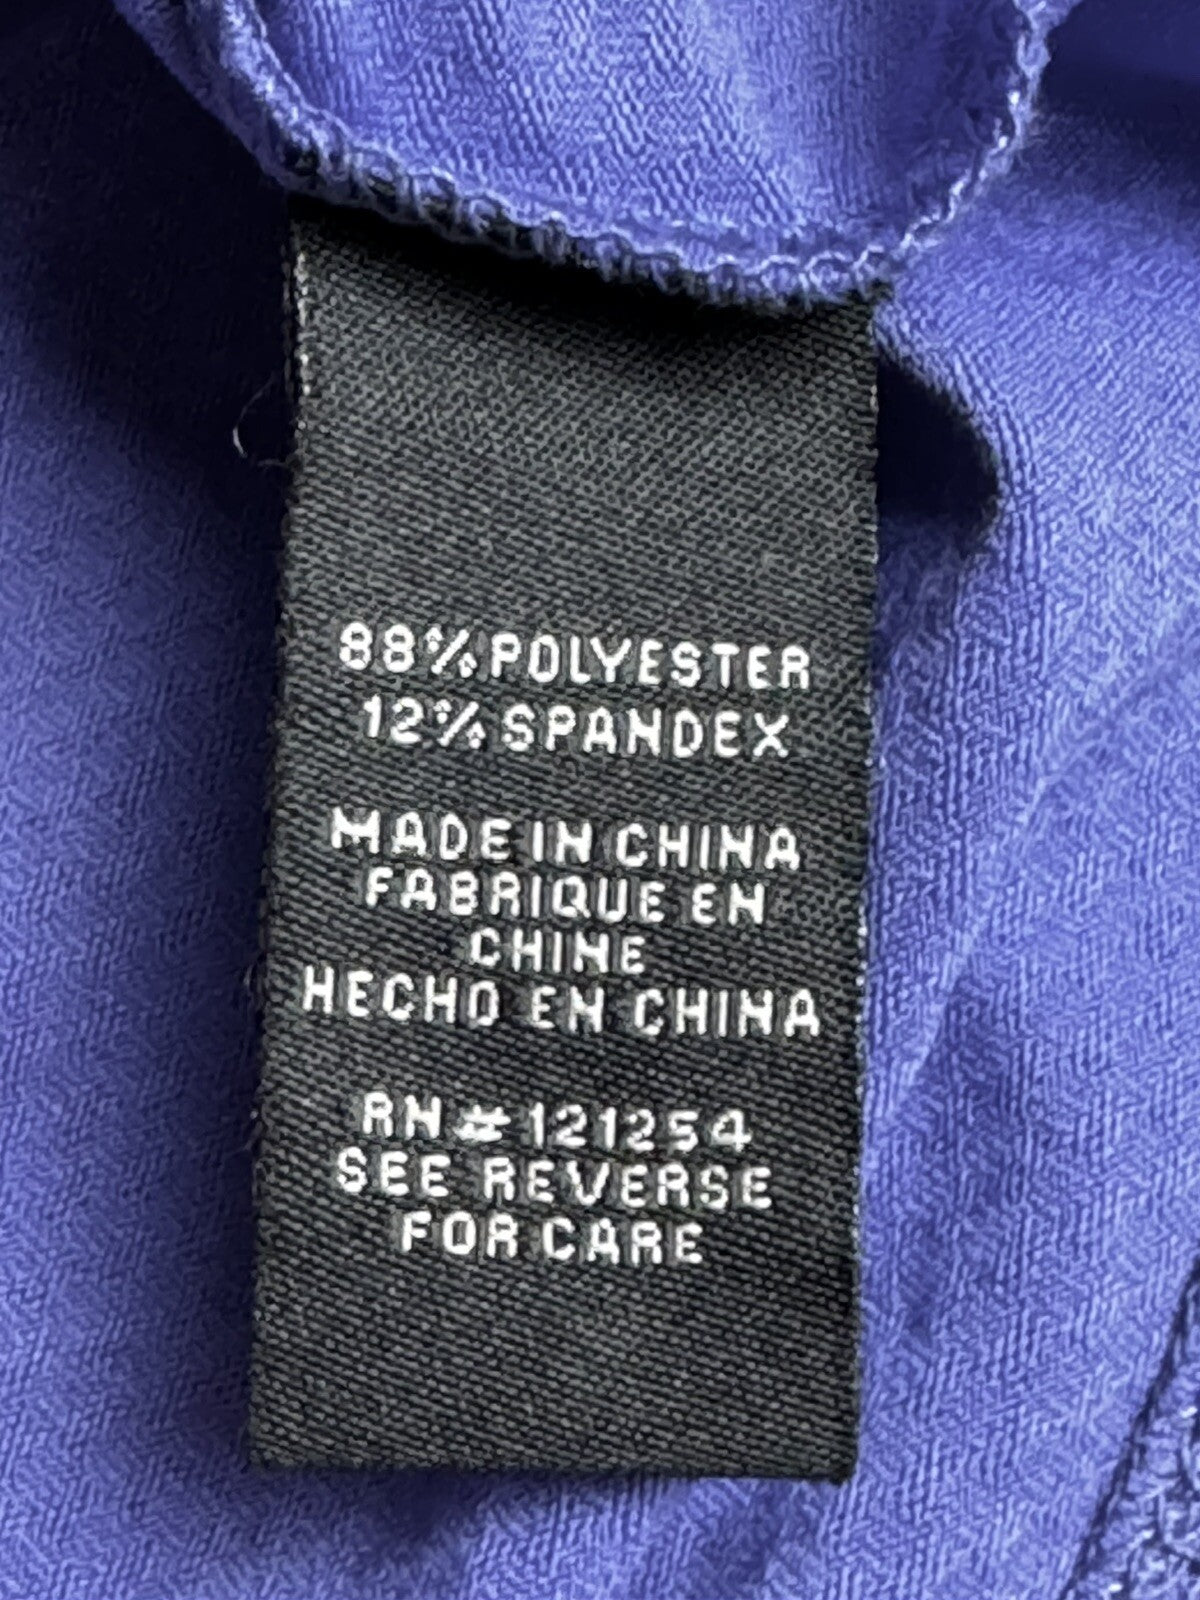 88% POLYESTER
12% SPANDEX
MADE IN CHINA
FABRIQUE EN
CHINE
HECHO EN CHINA
RN# 121254
SEE REVERSE
FOR CARE